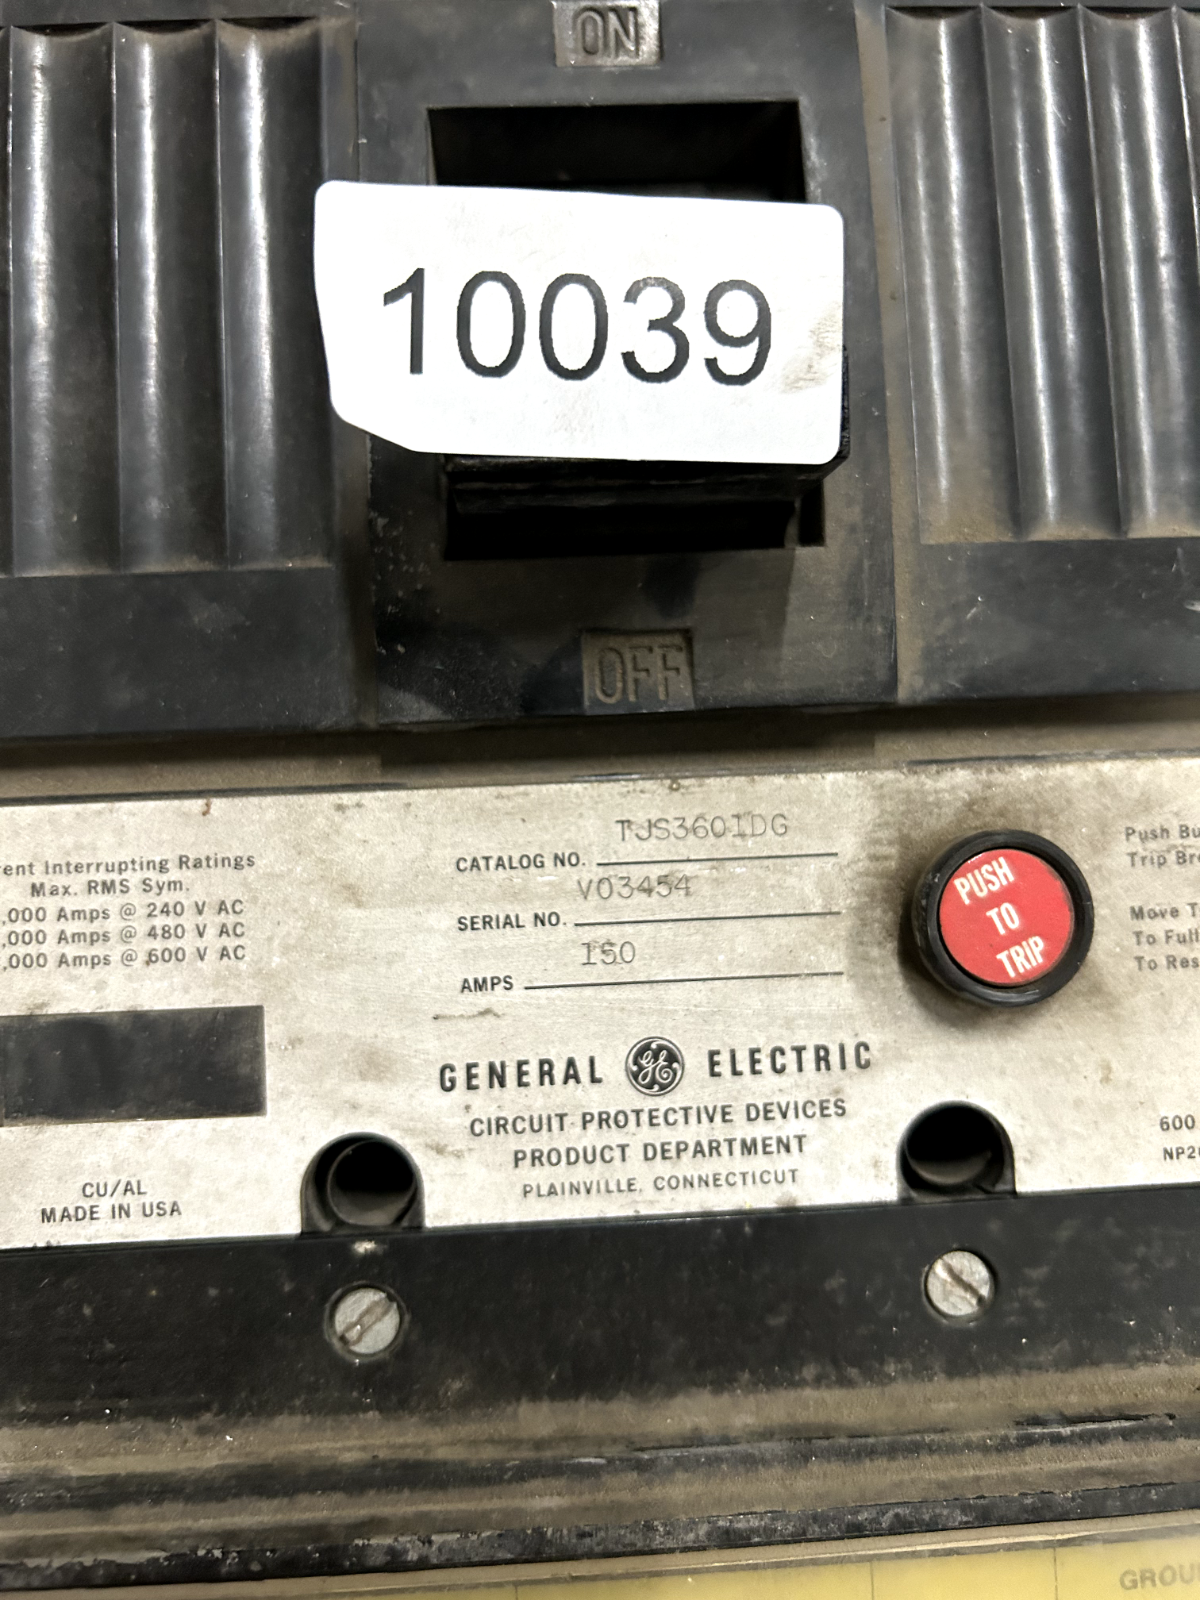 ON
10039
OFF
rent Interrupting Ratings
Max. RMS Sym.
,000 Amps @ 240 V AC
,000 Amps @ 480 V AC
,000 Amps @ 600 V AC
CU/AL
MADE IN USA
TJS3601DG
CATALOG NO.
V03454
SERIAL NO.
150
AMPS
GENERAL GE ELECTRIC
CIRCUIT PROTECTIVE DEVICES
PRODUCT DEPARTMENT
PLAINVILLE, CONNECTICUT
PUSH
TO
TRIP
Push Bu
Trip Bre
Move T
To Full
To Res
600
NP2
GROU